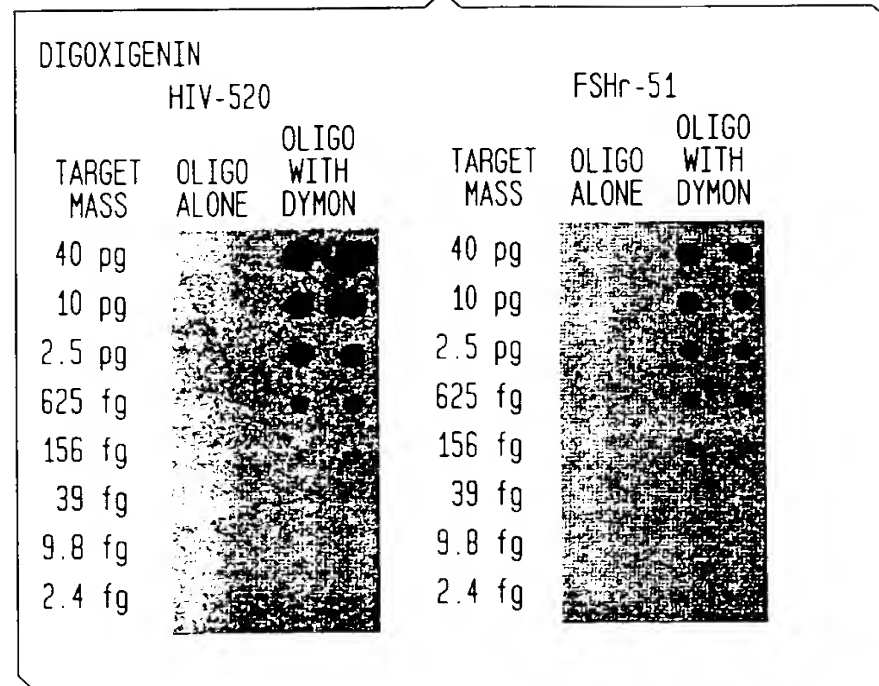 DIGOXIGENIN
HIV-520
TARGET MASS
OLIGO ALONE
OLIGO WITH DYMON
40 pg
10 pg
2.5 pg
625 fg
156 fg
39 fg
9.8 fg
2.4 fg
FSHr-51
TARGET MASS
OLIGO ALONE
OLIGO WITH DYMON
40 pg
10 pg
2.5 pg
625 fg
156 fg
39 fg
9.8 fg
2.4 fg